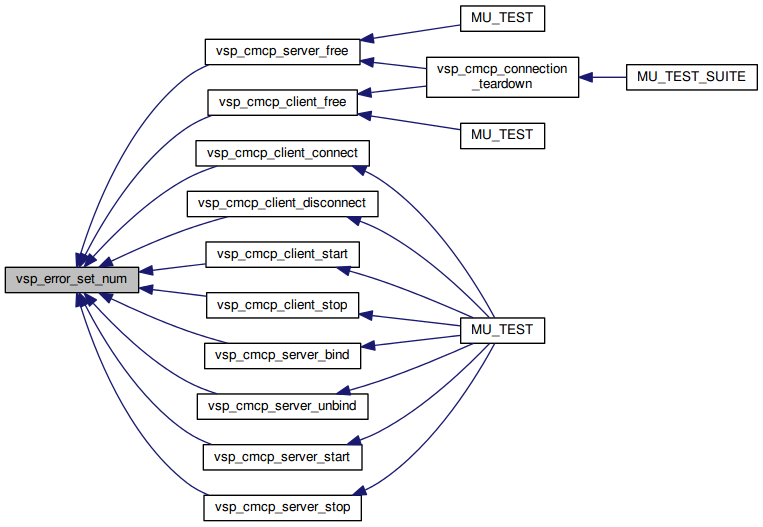 MU_TEST
vsp_cmcp_server_free
vsp_cmcp_connection
_teardown
MU_TEST_SUITE
vsp_cmcp_client_free
MU_TEST
vsp_cmcp_client_connect
vsp_cmcp_client_disconnect
vsp_cmcp_client_start
vsp_error_set_num
vsp_cmcp_client_stop
MU_TEST
vsp_cmcp_server_bind
vsp_cmcp_server_unbind
vsp_cmcp_server_start
vsp_cmcp_server_stop